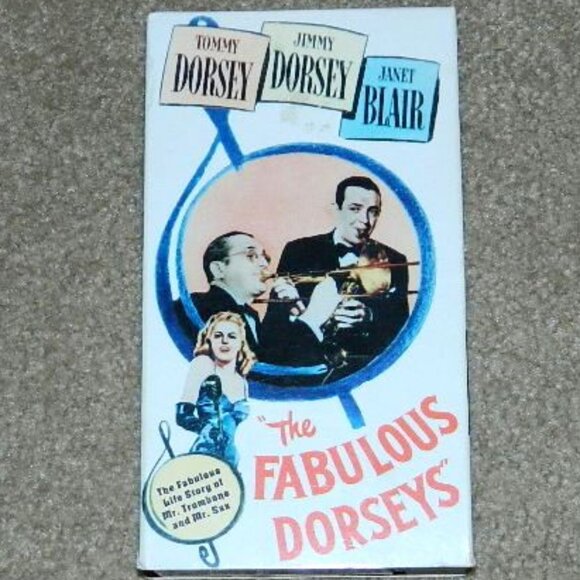 TOMMY
DORSEY
JIMMY
DORSEY
JANET
BLAIR
"The
FABULOUS
DORSEYS"
The Fabulous
Life Story of
Mr. Trombone
and Mr. Sax